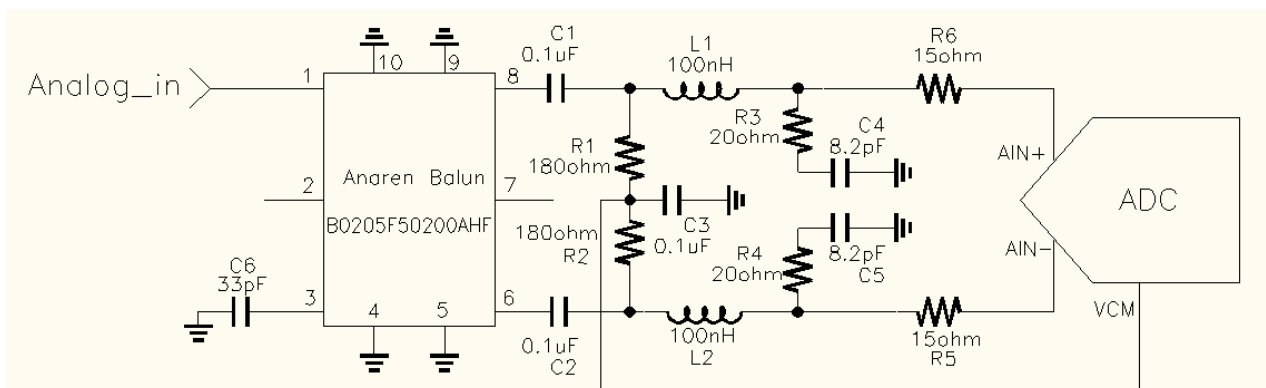 C1
0.1uF
L1
100nH
R6
15ohm
10
9
Analog_in
1
8
R3
20ohm
C4
8.2pF
R1
180ohm
AIN+
2
Anaren Balun
7
ADC
B0205F50200AHF
180ohm
R2
C3
0.1uF
R4
20ohm
8.2pF
C5
AIN-
C6
33pF
3
4
5
6
VCM
0.1uF
C2
100nH
L2
15ohm
R5